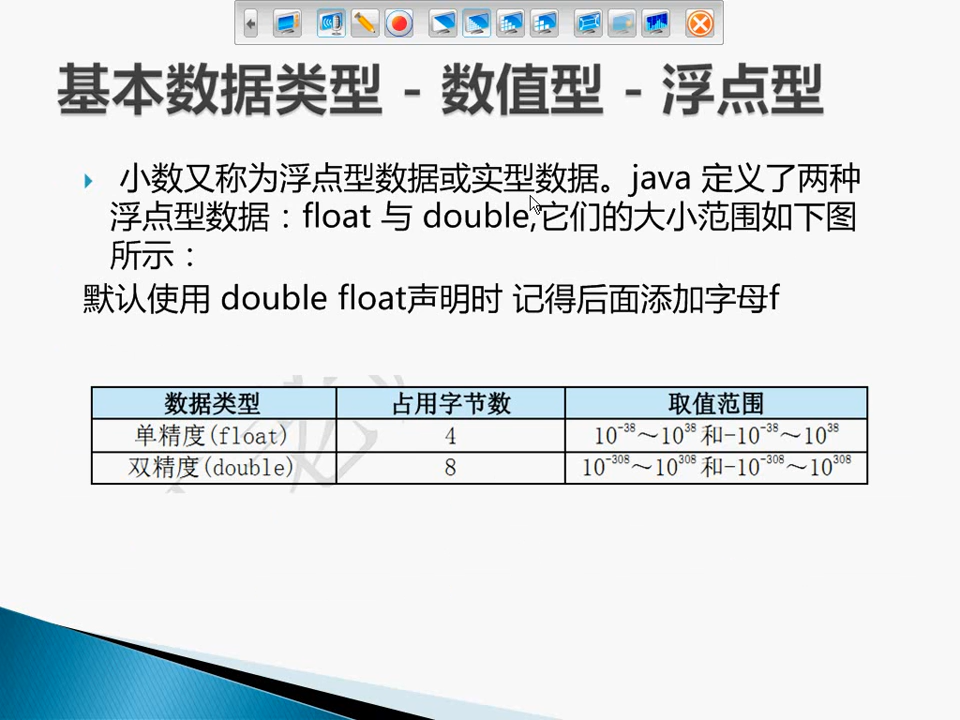 基本数据类型 - 数值型 - 浮点型
小数又称为浮点型数据或实型数据。java 定义了两种
浮点型数据：float 与 double,它们的大小范围如下图
所示：
默认使用 double float声明时 记得后面添加字母f
数据类型 占用字节数 取值范围
单精度(float) 4 10⁻³⁸～10³⁸ 和-10⁻³⁸～10³⁸
双精度(double) 8 10⁻³⁰⁸～10³⁰⁸ 和-10⁻³⁰⁸～10³⁰⁸